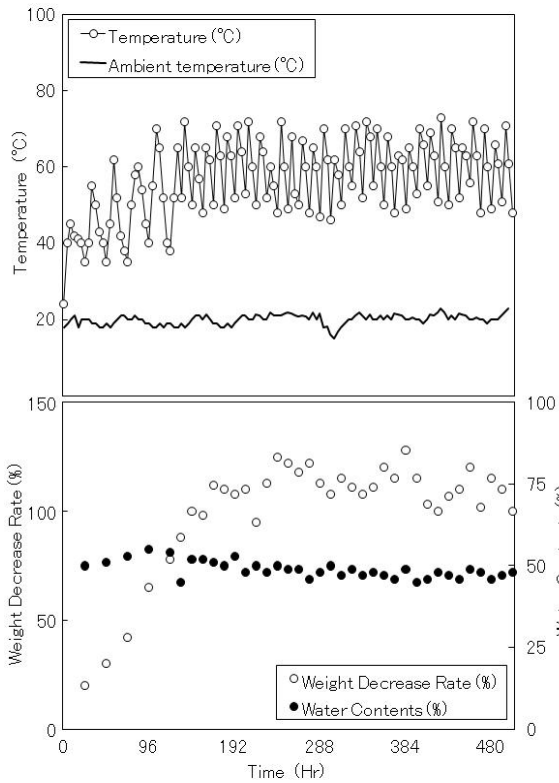 100
80
60
40
20
Temperature (℃)
Temperature (℃)
Ambient temperature (℃)
150
100
50
0
Weight Decrease Rate (%)
100
75
50
25
0
Weight Decrease Rate (%)
Water Contents (%)
0 96 192 288 384 480
Time (Hr)